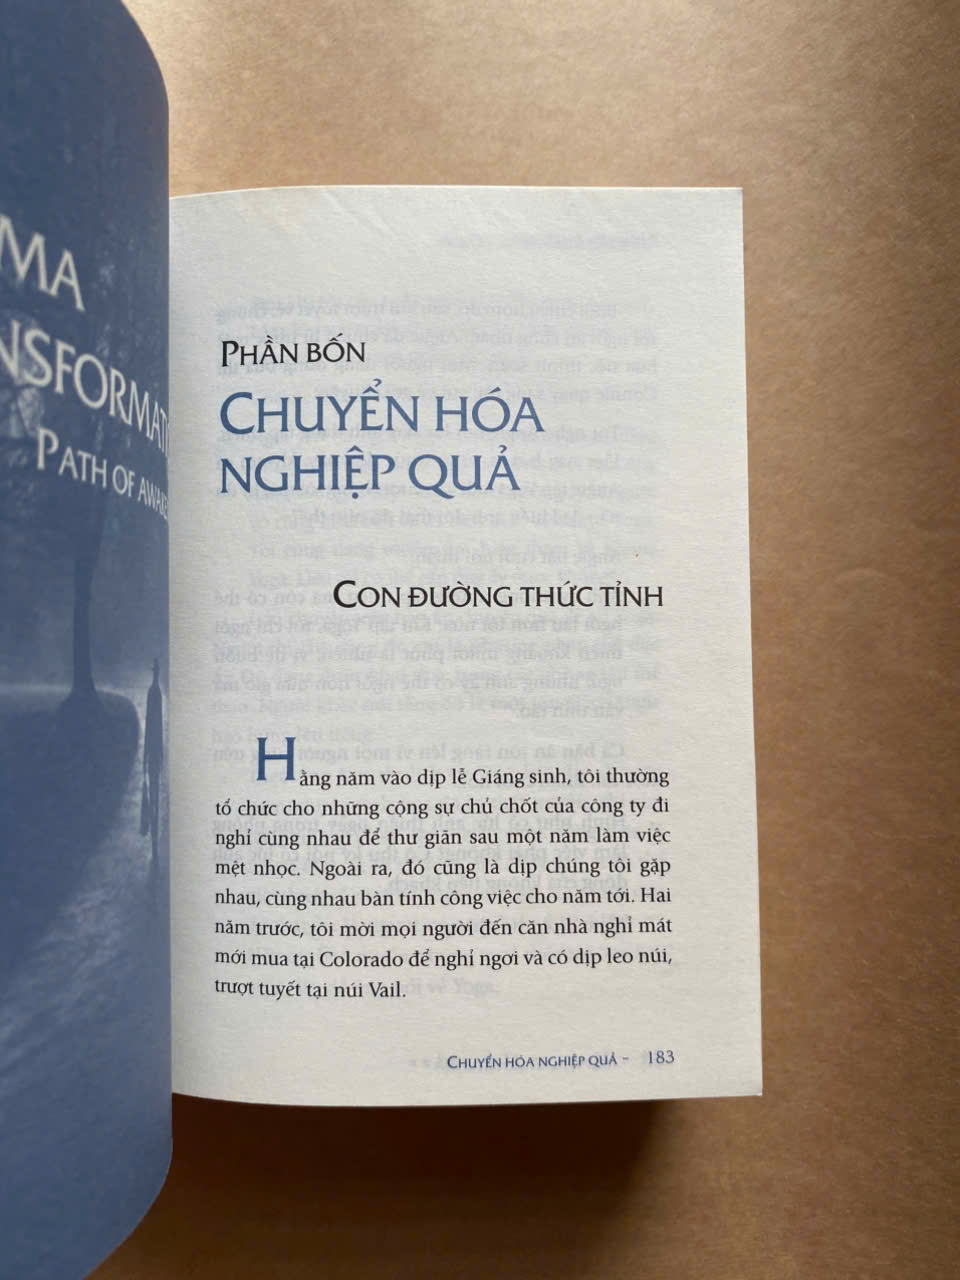 PATH OF
PHẦN BỐN
CHUYỂN HÓA
NGHIỆP QUẢ
CON ĐƯỜNG THỨC TỈNH
Hằng năm vào dịp lễ Giáng sinh, tôi thường
tổ chức cho những cộng sự chủ chốt của công ty đi
nghỉ cùng nhau để thư giãn sau một năm làm việc
mệt nhọc. Ngoài ra, đó cũng là dịp chúng tôi gặp
nhau, cùng nhau bàn tính công việc cho năm tới. Hai
năm trước, tôi mời mọi người đến căn nhà nghỉ mát
mới mua tại Colorado để nghỉ ngơi và có dịp leo núi,
trượt tuyết tại núi Vail.
CHUYỂN HÓA NGHIỆP QUẢ - 183